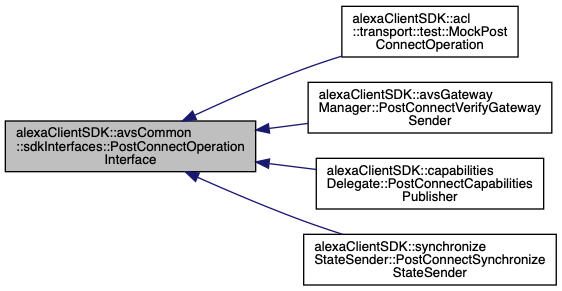 alexaClientSDK::acl
::transport::test::MockPost
ConnectOperation
alexaClientSDK::avsGateway
Manager::PostConnectVerifyGateway
Sender
alexaClientSDK::avsCommon
::sdkInterfaces::PostConnectOperation
Interface
alexaClientSDK::capabilities
Delegate::PostConnectCapabilities
Publisher
alexaClientSDK::synchronize
StateSender::PostConnectSynchronize
StateSender